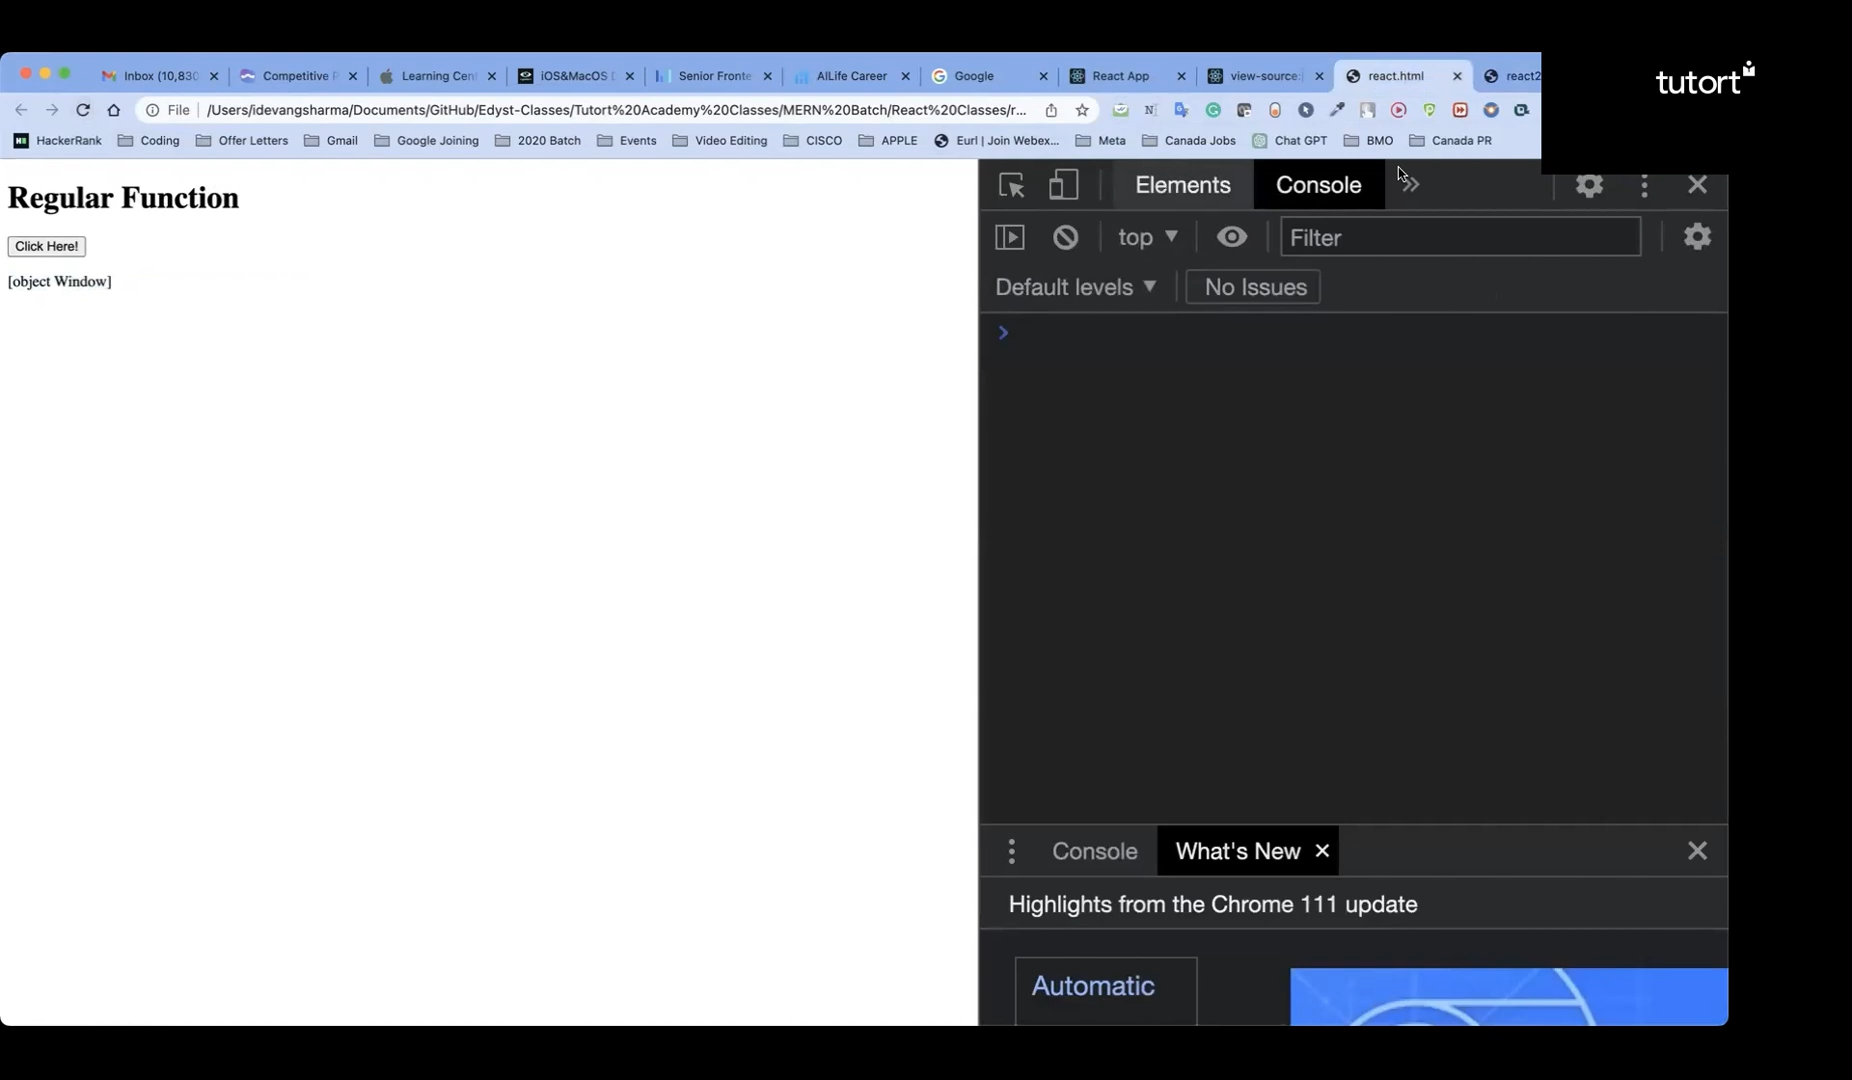 tutort
Inbox (10,830
Competitive P
Learning Cen
iOS&MacOS D
Senior Fronte
AILife Career
Google
React App
view-source:
react.html
react2
File
/Users/idevangsharma/Documents/GitHub/Edyst-Classes/Tutort%20Academy%20Classes/MERN%20Batch/React%20Classes/r...
HackerRank
Coding
Offer Letters
Gmail
Google Joining
2020 Batch
Events
Video Editing
CISCO
APPLE
Eurl | Join Webex...
Meta
Canada Jobs
Chat GPT
BMO
Canada PR
Regular Function
Click Here!
[object Window]
Elements
Console
top
Filter
Default levels
No Issues
Console
What's New
Highlights from the Chrome 111 update
Automatic